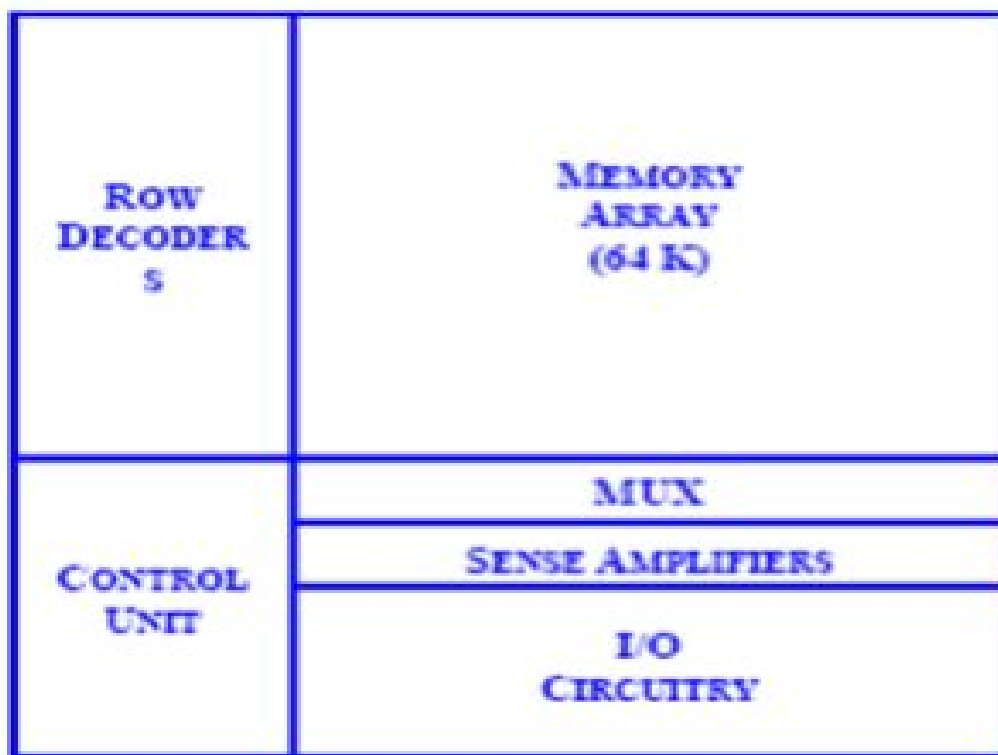 ROW
DECODER
S
MEMORY
ARRAY
(64 K)
MUX
SENSE AMPLIFIERS
CONTROL
UNIT
I/O
CIRCUITRY